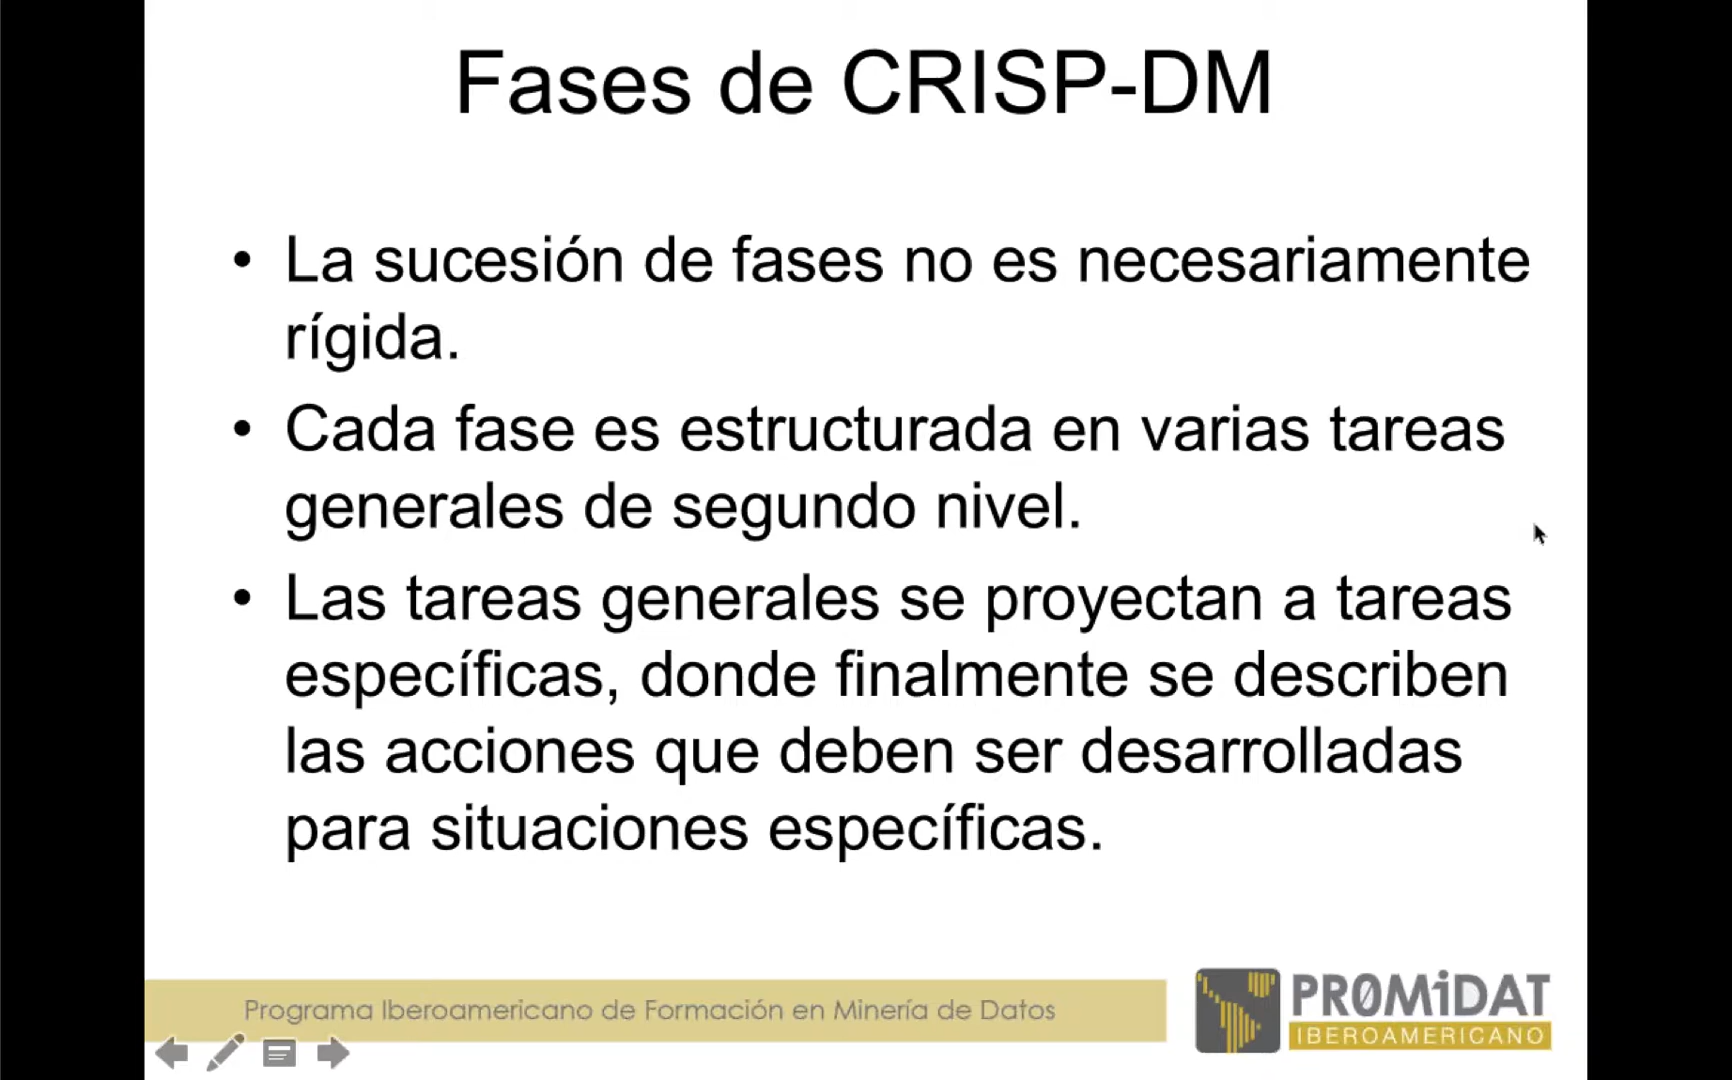 Fases de CRISP-DM
• La sucesión de fases no es necesariamente
rígida.
• Cada fase es estructurada en varias tareas
generales de segundo nivel.
• Las tareas generales se proyectan a tareas
específicas, donde finalmente se describen
las acciones que deben ser desarrolladas
para situaciones específicas.
Programa Iberoamericano de Formación en Minería de Datos
PR0MiDAT
IBEROAMERICANO